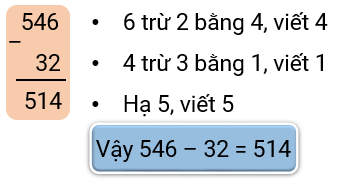 546
–
32
514
• 6 trừ 2 bằng 4, viết 4
• 4 trừ 3 bằng 1, viết 1
• Hạ 5, viết 5
Vậy 546 – 32 = 514